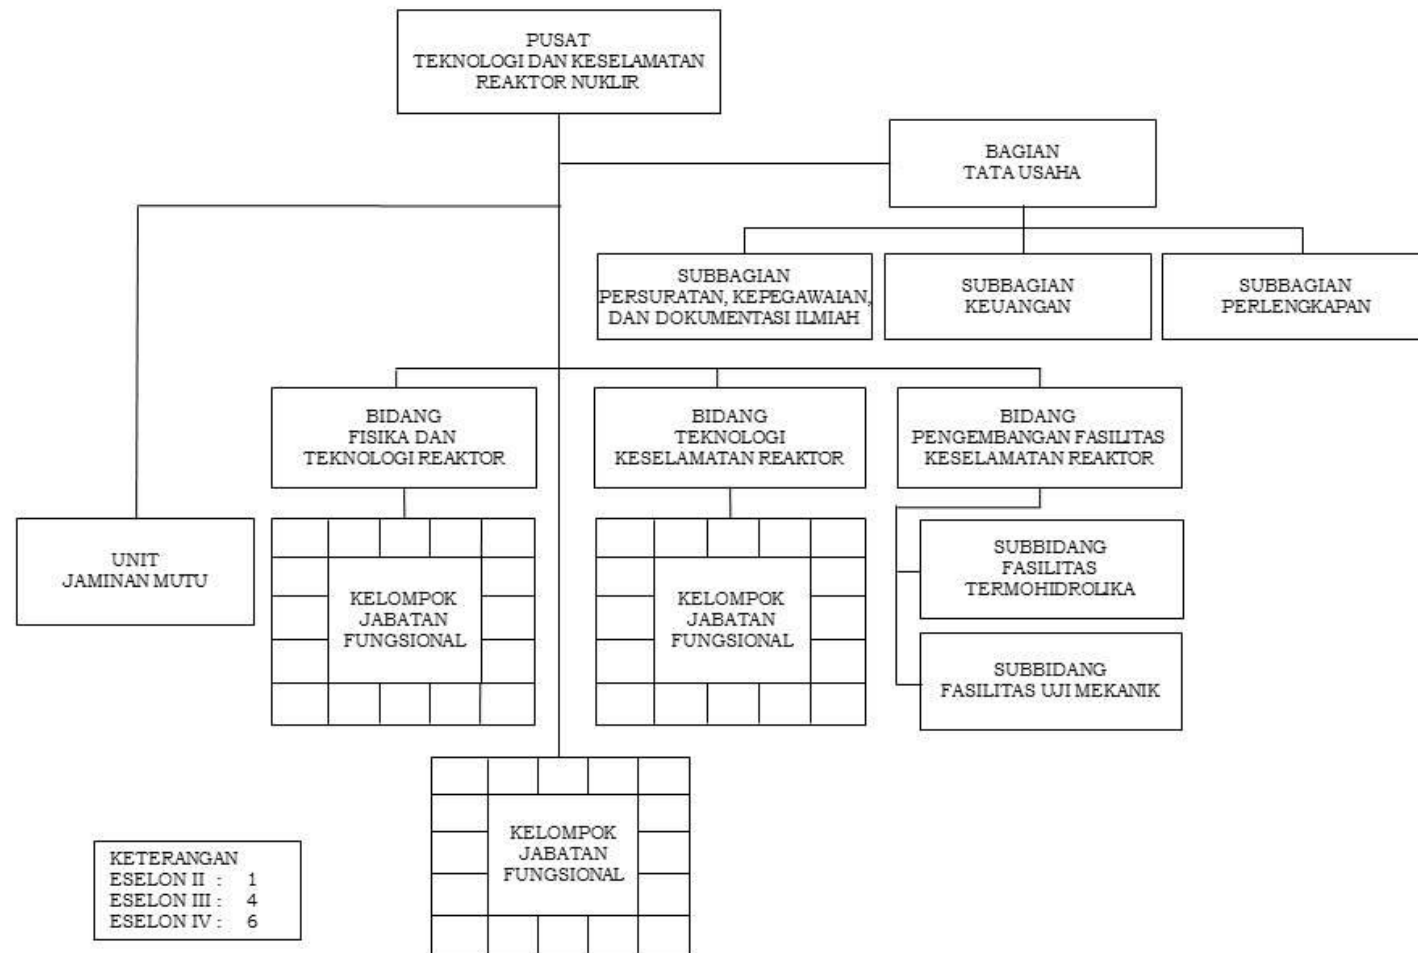 PUSAT
TEKNOLOGI DAN KESELAMATAN
REAKTOR NUKLIR
BAGIAN
TATA USAHA
SUBBAGIAN
PERSURATAN, KEPEGAWAIAN,
DAN DOKUMENTASI ILMIAH
SUBBAGIAN
KEUANGAN
SUBBAGIAN
PERLENGKAPAN
BIDANG
FISIKA DAN
TEKNOLOGI REAKTOR
BIDANG
TEKNOLOGI
KESELAMATAN REAKTOR
BIDANG
PENGEMBANGAN FASILITAS
KESELAMATAN REAKTOR
UNIT
JAMINAN MUTU
KELOMPOK
JABATAN
FUNGSIONAL
KELOMPOK
JABATAN
FUNGSIONAL
SUBBIDANG
FASILITAS
TERMOHIDROLIKA
SUBBIDANG
FASILITAS UJI MEKANIK
KELOMPOK
JABATAN
FUNGSIONAL
KETERANGAN
ESELON II : 1
ESELON III : 4
ESELON IV : 6